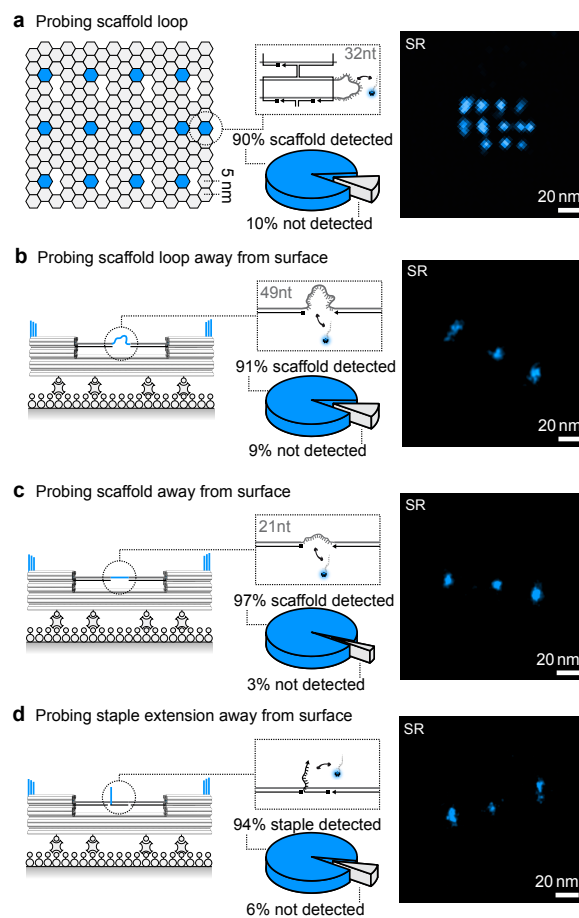 a Probing scaffold loop
32nt
SR
90% scaffold detected
5 nm
10% not detected
20 nm
b Probing scaffold loop away from surface
49nt
SR
91% scaffold detected
9% not detected
20 nm
c Probing scaffold away from surface
21nt
SR
97% scaffold detected
3% not detected
20 nm
d Probing staple extension away from surface
SR
94% staple detected
6% not detected
20 nm